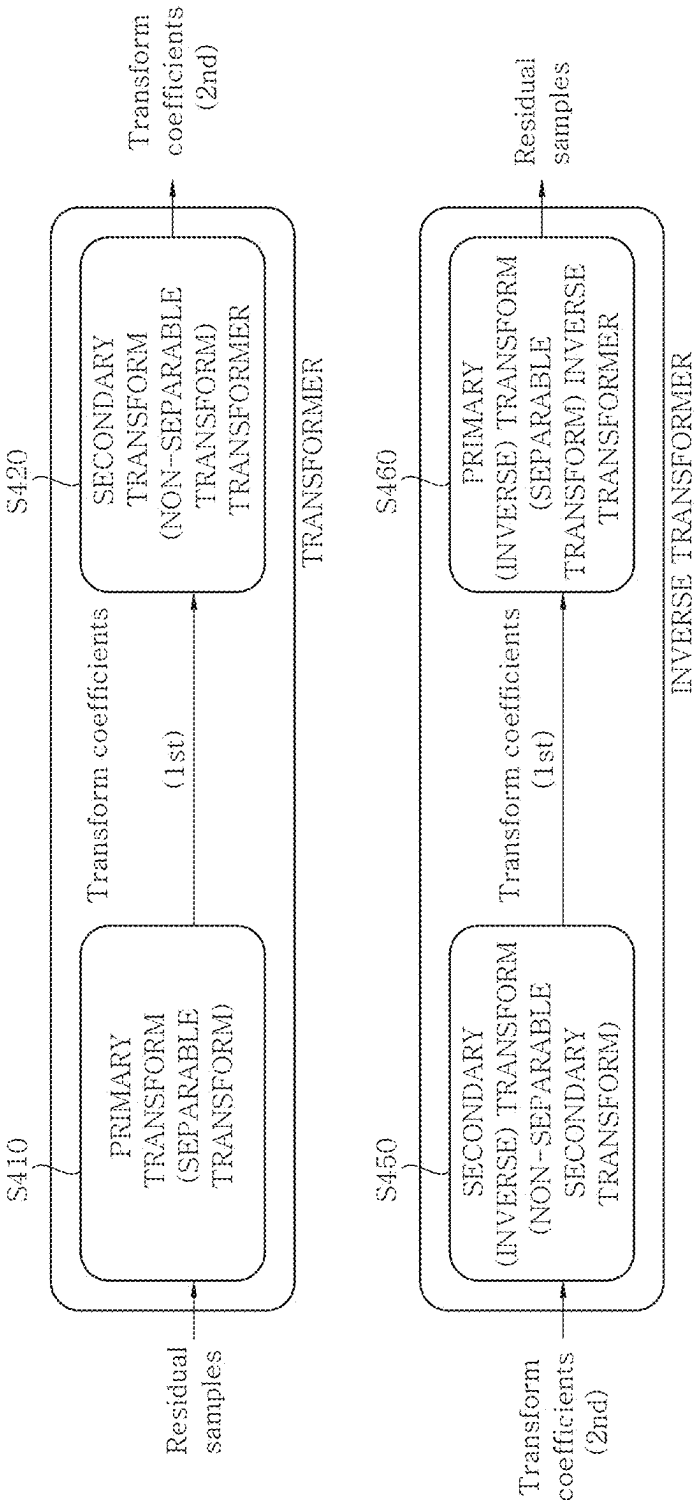 S410
S420
Residual
samples
PRIMARY
TRANSFORM
(SEPARABLE
TRANSFORM)
Transform coefficients
(1st)
SECONDARY
TRANSFORM
(NON-SEPARABLE
TRANSFORM)
TRANSFORMER
Transform
coefficients
(2nd)
TRANSFORMER
S450
S460
Transform
coefficients
(2nd)
SECONDARY
(INVERSE) TRANSFORM
(NON-SEPARABLE
SECONDARY
TRANSFORM)
Transform coefficients
(1st)
PRIMARY
(INVERSE) TRANSFORM
(SEPARABLE
TRANSFORM) INVERSE
TRANSFORMER
Residual
samples
INVERSE TRANSFORMER